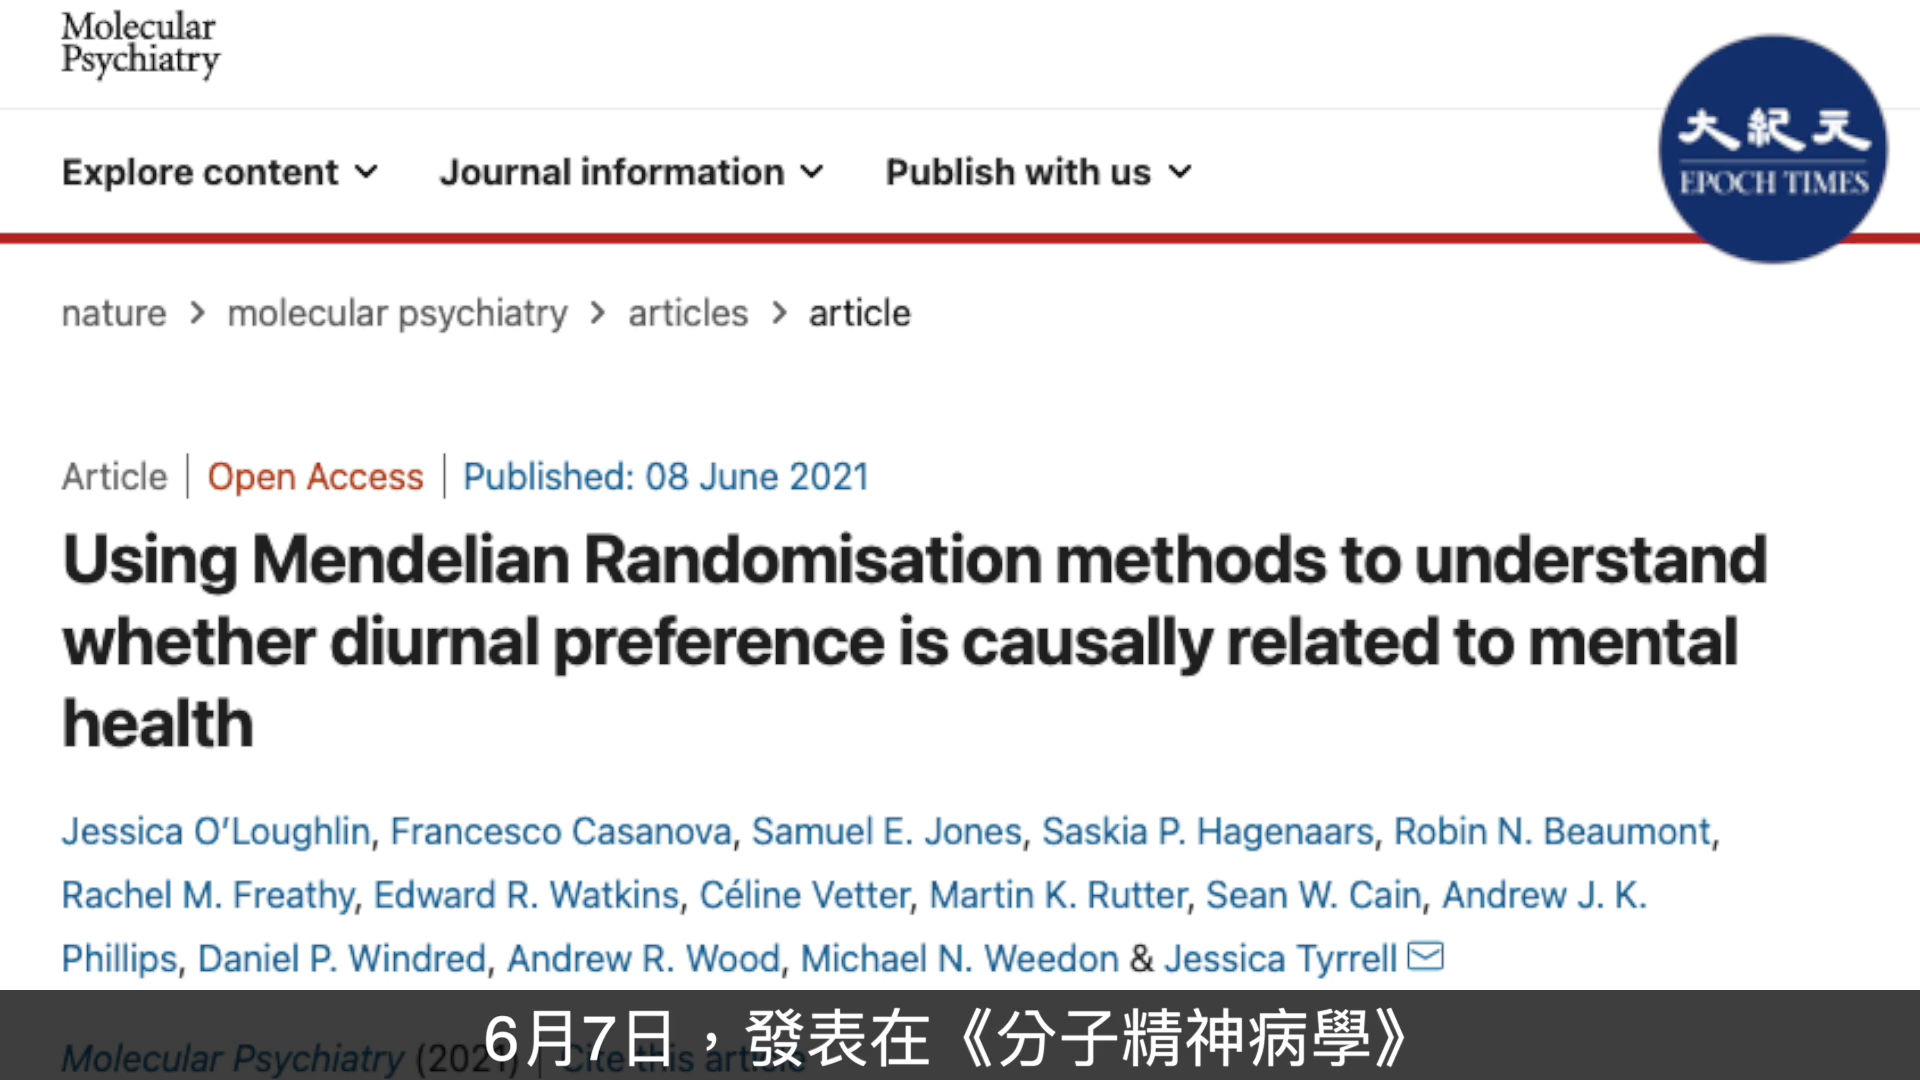 Molecular
Psychiatry
大紀元
EPOCH TIMES
Explore content
Journal information
Publish with us
nature > molecular psychiatry > articles > article
Article | Open Access | Published: 08 June 2021
Using Mendelian Randomisation methods to understand
whether diurnal preference is causally related to mental
health
Jessica O’Loughlin, Francesco Casanova, Samuel E. Jones, Saskia P. Hagenaars, Robin N. Beaumont,
Rachel M. Freathy, Edward R. Watkins, Céline Vetter, Martin K. Rutter, Sean W. Cain, Andrew J. K.
Phillips, Daniel P. Windred, Andrew R. Wood, Michael N. Weedon & Jessica Tyrrell
Molecular Psychiatry (2021) | Cite this article
6月7日，發表在《分子精神病學》